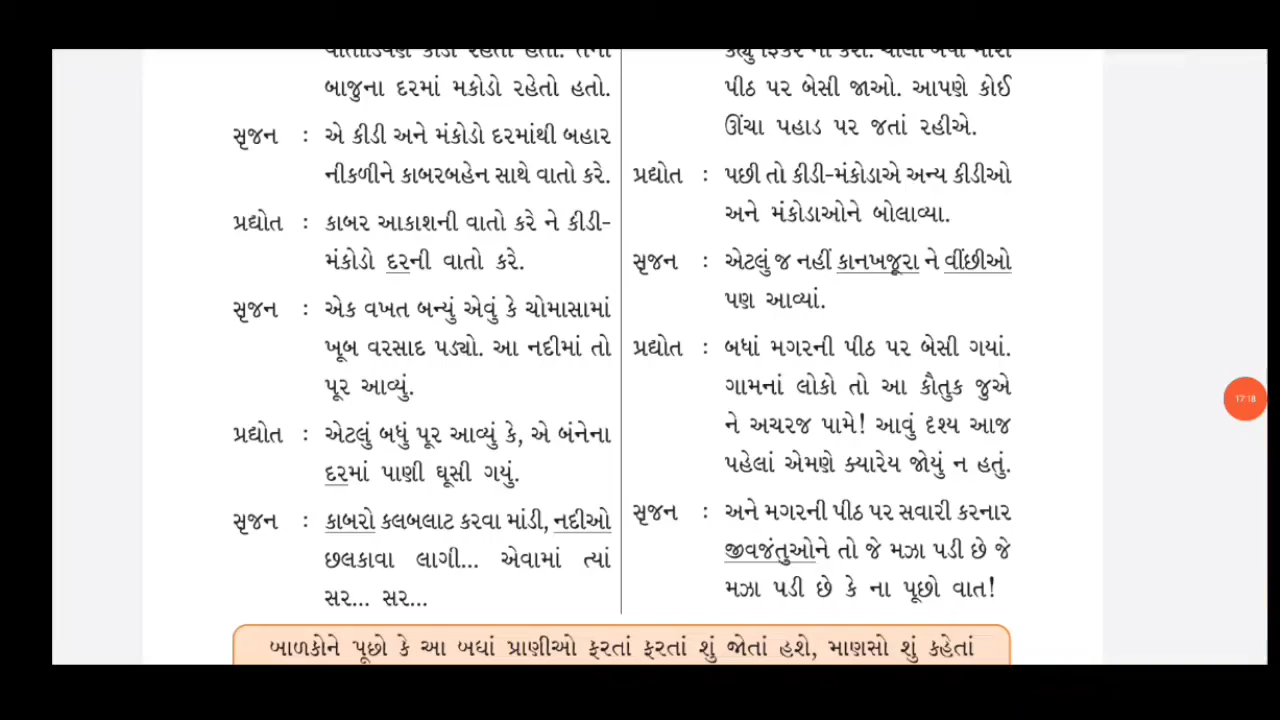 બાજુના દરમાં મકોડો રહેતો હતો.
સૃજન : એ કીડી અને મંકોડો દરમાંથી બહાર
નીકળીને કાબરબહેન સાથે વાતો કરે.
પ્રદ્યોત : કાબર આકાશની વાતો કરે ને કીડી-
મંકોડો દરની વાતો કરે.
સૃજન : એક વખત બન્યું એવું કે ચોમાસામાં
ખૂબ વરસાદ પડ્યો. આ નદીમાં તો
પૂર આવ્યું.
પ્રદ્યોત : એટલું બધું પૂર આવ્યું કે, એ બંનેના
દરમાં પાણી ઘૂસી ગયું.
સૃજન : કાબરો કલબલાટ કરવા માંડી, નદીઓ
છલકાવા લાગી... એવામાં ત્યાં
સર... સર...
પીઠ પર બેસી જાઓ. આપણે કોઈ
ઊંચા પહાડ પર જતાં રહીએ.
પ્રદ્યોત : પછી તો કીડી-મંકોડાએ અન્ય કીડીઓ
અને મંકોડાઓને બોલાવ્યા.
સૃજન : એટલું જ નહીં કાનખજૂરા ને વીંછીઓ
પણ આવ્યાં.
પ્રદ્યોત : બધાં મગરની પીઠ પર બેસી ગયાં.
ગામનાં લોકો તો આ કૌતુક જુએ
ને અચરજ પામે! આવું દૃશ્ય આજ
પહેલાં એમણે ક્યારેય જોયું ન હતું.
સૃજન : અને મગરની પીઠ પર સવારી કરનાર
જીવજંતુઓને તો જે મઝા પડી છે જે
મઝા પડી છે કે ના પૂછો વાત!
બાળકોને પૂછો કે આ બધાં પ્રાણીઓ ફરતાં ફરતાં શું જોતાં હશે, માણસો શું કહેતાં
17:18